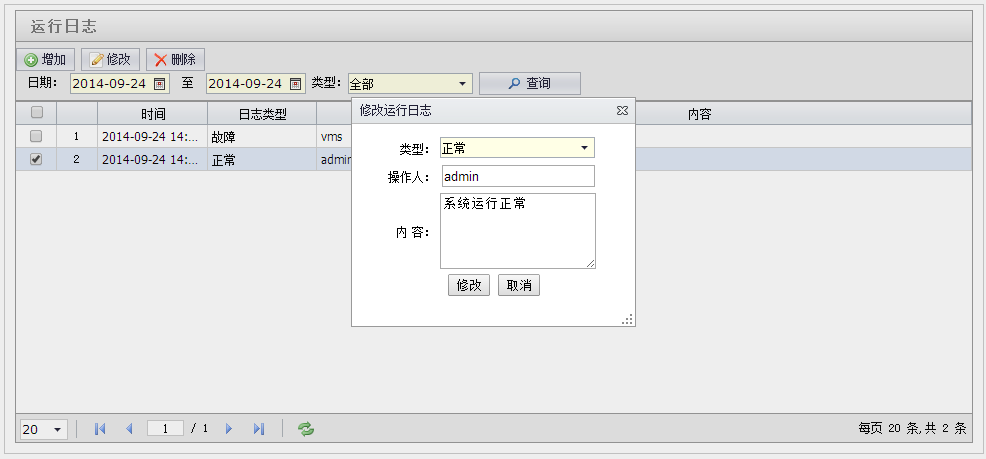 运行日志
增加 修改 删除
日期： 2014-09-24 至 2014-09-24 类型: 全部 查询
时间 日志类型 内容
1 2014-09-24 14:... 故障 vms
2 2014-09-24 14:... 正常 admin
修改运行日志
类型： 正常
操作人： admin
内 容： 系统运行正常
修改 取消
20 1 / 1 每页 20 条,共 2 条